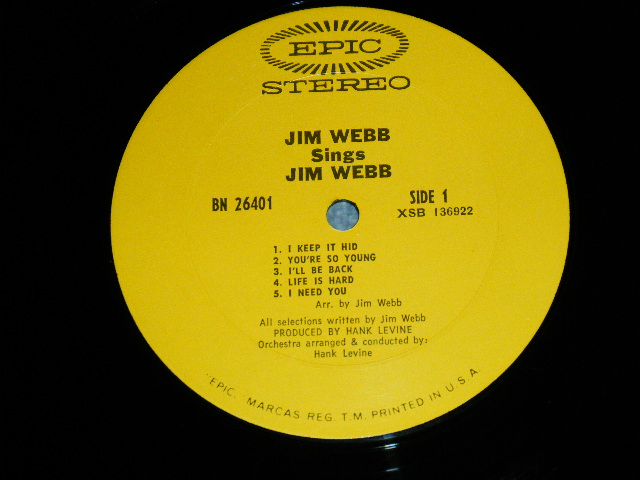 EPIC
STEREO
JIM WEBB
Sings
JIM WEBB
BN 26401
SIDE 1
XSB 136922
1. I KEEP IT HID
2. YOU'RE SO YOUNG
3. I'LL BE BACK
4. LIFE IS HARD
5. I NEED YOU
Arr. by Jim Webb
All selections written by Jim Webb
PRODUCED BY HANK LEVINE
Orchestra arranged & conducted by:
Hank Levine
"EPIC, MARCAS REG. T.M. PRINTED IN U.S.A.